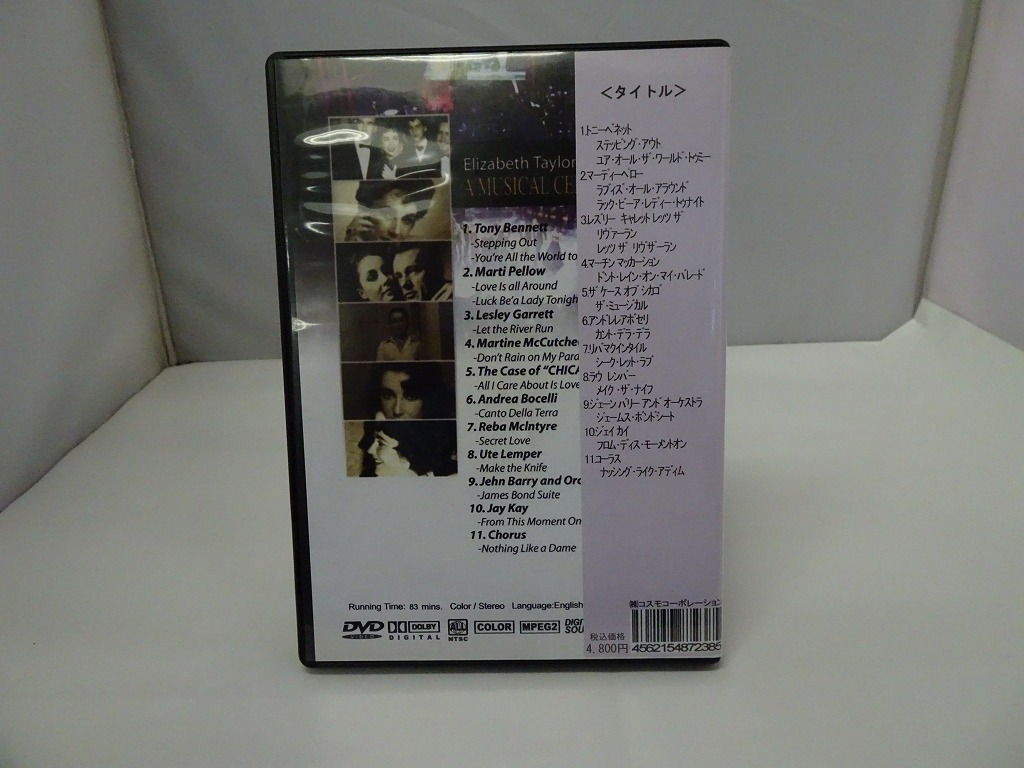 Elizabeth Taylor
A MUSICAL CE
1. Tony Bennett
-Stepping Out
-You're All the World to
2. Marti Pellow
-Love Is all Around
-Luck Be'a Lady Tonigh
3. Lesley Garrett
-Let the River Run
4. Martine McCutche
-Don't Rain on My Para
5. The Case of "CHICA
-All I Care About Is Love
6. Andrea Bocelli
-Canto Della Terra
7. Reba McIntyre
-Secret Love
8. Ute Lemper
-Make the Knife
9. Jehn Barry and Orc
-James Bond Suite
10. Jay Kay
-From This Moment On
11. Chorus
-Nothing Like a Dame
Running Time: 83 mins. Color / Stereo Language:English
DVD VIDEO DOLBY DIGITAL ALL NTSC COLOR MPEG2 DIGI SOU
<タイトル>
1.トニーベネット
ステッピング・アウト
ユア・オール・ザ・ワールド・トゥミー
2.マーディーペロー
ラブイズ・オール・アラウンド
ラック・ビーア・レディー・トゥナイト
3.レズリー キャレット レッツ ザ
リヴァーラン
レッツ ザ リヴザーラン
4.マーチン マッカーション
ドント・レイン・オン・マイ・パレード
5.ザ ケース オブ シカゴ
ザ・ミュージカル
6.アンドレレアボセリ
カント・デラ・テラ
7.リバマクインタイル
シーク・レット・ラブ
8.ラウ レンパー
メイク・ザ・ナイフ
9.ジェーン バリー アンド オーケストラ
ジェームス・ボンドシート
10.ジェイ カイ
フロム・ディス・モーメントオン
11.コーラス
ナッシング・ライク・アディム
㈱コスモコーポレーション
税込価格
4.800円 4562154872385